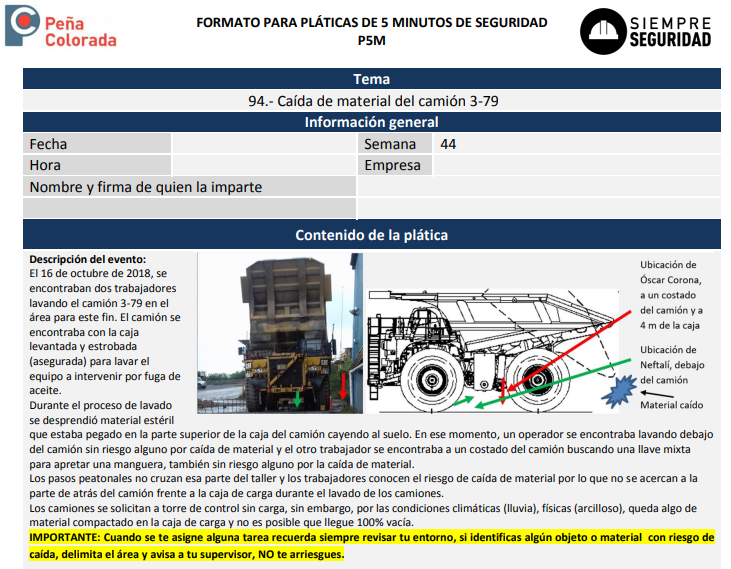 Peña
Colorada
FORMATO PARA PLÁTICAS DE 5 MINUTOS DE SEGURIDAD
P5M
SIEMPRE
SEGURIDAD
Tema
94.- Caída de material del camión 3-79
Información general
Fecha
Semana 44
Hora
Empresa
Nombre y firma de quien la imparte
Contenido de la plática
Descripción del evento:
El 16 de octubre de 2018, se
encontraban dos trabajadores
lavando el camión 3-79 en el
área para este fin. El camión se
encontraba con la caja
levantada y estrobada
(asegurada) para lavar el
equipo a intervenir por fuga de
aceite.
Durante el proceso de lavado
se desprendió material estéril
que estaba pegado en la parte superior de la caja del camión cayendo al suelo. En ese momento, un operador se encontraba lavando debajo
del camión sin riesgo alguno por caída de material y el otro trabajador se encontraba a un costado del camión buscando una llave mixta
para apretar una manguera, también sin riesgo alguno por la caída de material.
Los pasos peatonales no cruzan esa parte del taller y los trabajadores conocen el riesgo de caída de material por lo que no se acercan a la
parte de atrás del camión frente a la caja de carga durante el lavado de los camiones.
Los camiones se solicitan a torre de control sin carga, sin embargo, por las condiciones climáticas (lluvia), físicas (arcilloso), queda algo de
material compactado en la caja de carga y no es posible que llegue 100% vacía.
IMPORTANTE: Cuando se te asigne alguna tarea recuerda siempre revisar tu entorno, si identificas algún objeto o material con riesgo de
caída, delimita el área y avisa a tu supervisor, NO te arriesgues.
Ubicación de
Óscar Corona,
a un costado
del camión y a
4 m de la caja
Ubicación de
Neftalí, debajo
del camión
Material caído